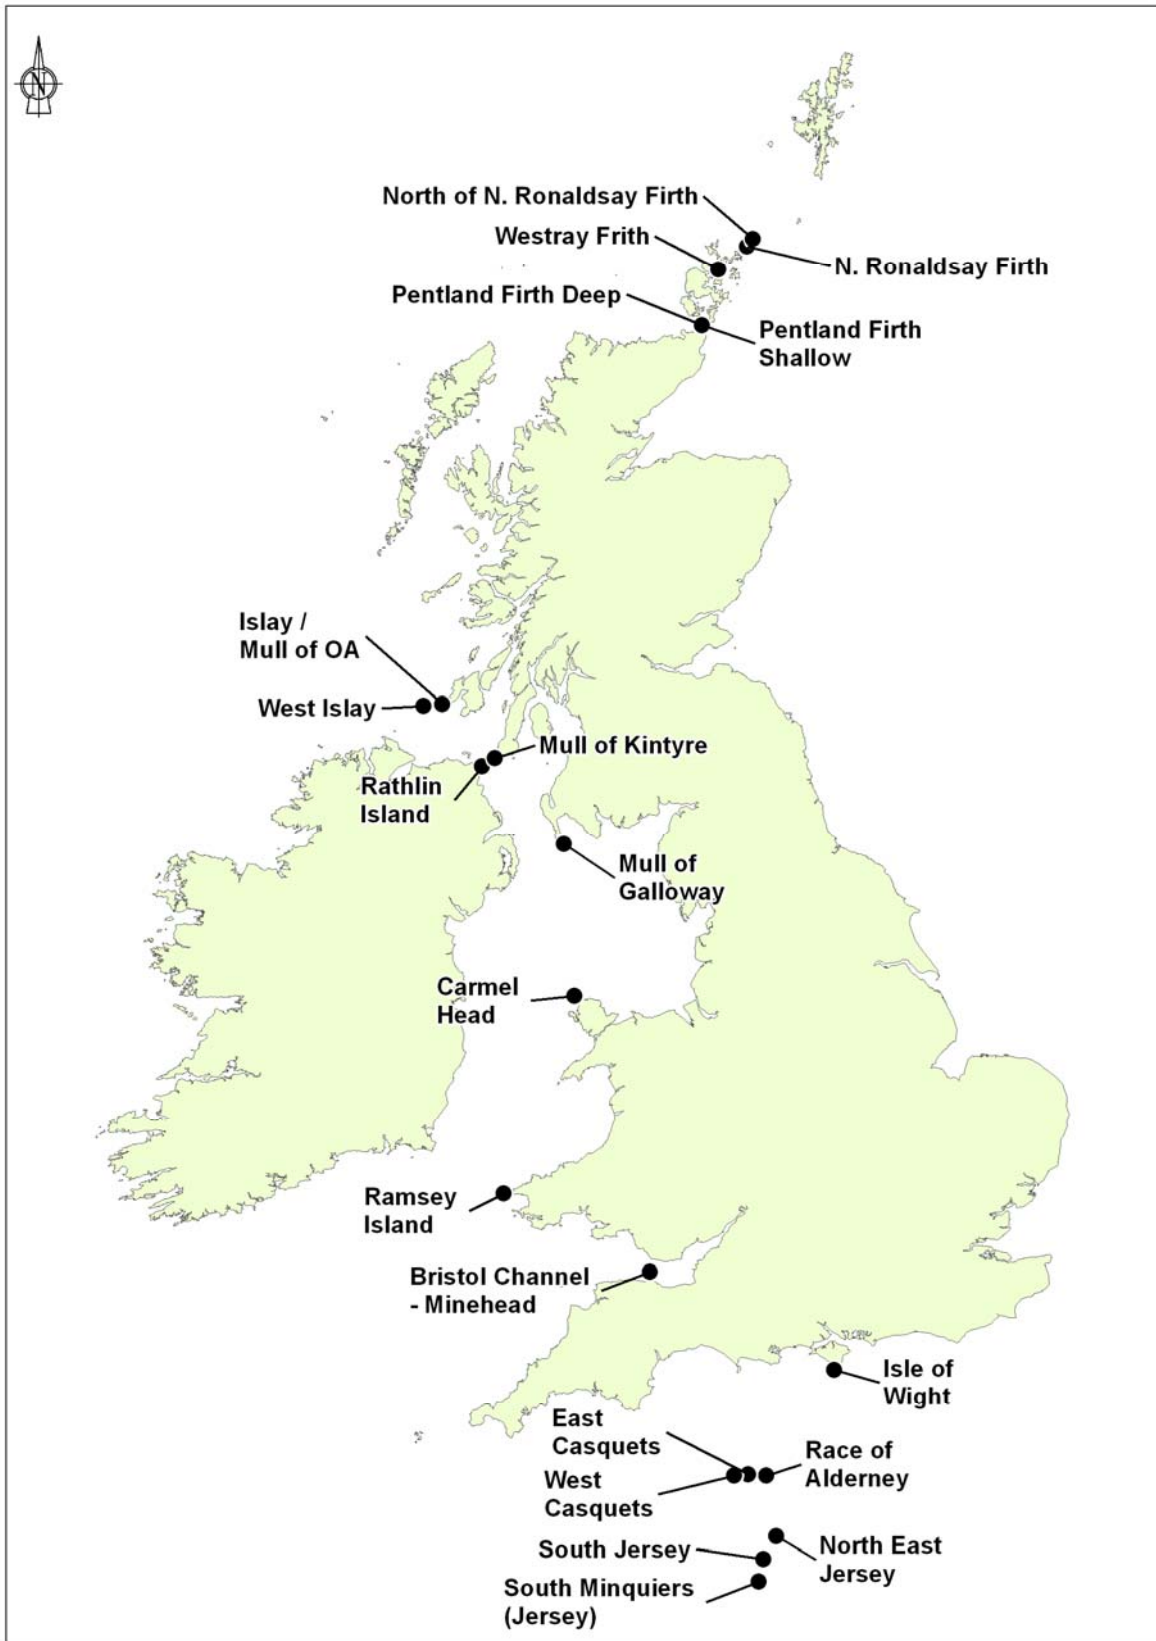 N
North of N. Ronaldsay Firth
Westray Frith
N. Ronaldsay Firth
Pentland Firth Deep
Pentland Firth
Shallow
Islay /
Mull of OA
West Islay
Mull of Kintyre
Rathlin
Island
Mull of
Galloway
Carmel
Head
Ramsey
Island
Bristol Channel
- Minehead
Isle of
Wight
East
Casquets
Race of
Alderney
West
Casquets
South Jersey
North East
Jersey
South Minquiers
(Jersey)